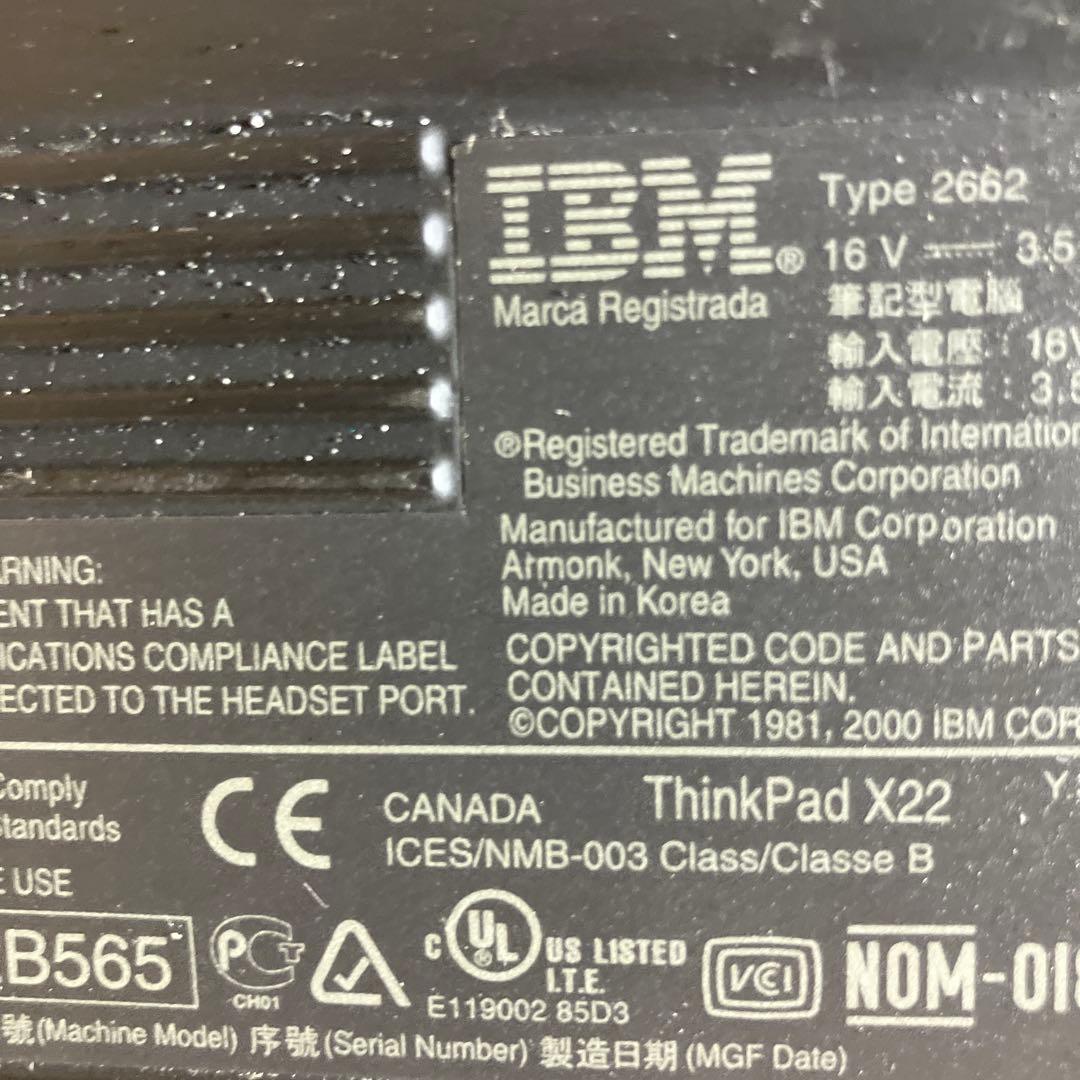 IBM®
Marca Registrada
Type 2662
16 V 3.5
筆記型電腦
輸入電壓：16V
輸入電流：3.5
®Registered Trademark of Internation
Business Machines Corporation
Manufactured for IBM Corporation
Armonk, New York, USA
Made in Korea
COPYRIGHTED CODE AND PARTS
CONTAINED HEREIN.
©COPYRIGHT 1981, 2000 IBM COR
RNING:
ENT THAT HAS A
ICATIONS COMPLIANCE LABEL
ECTED TO THE HEADSET PORT.
Comply
Standards
E USE
CE
CANADA
ICES/NMB-003 Class/Classe B
ThinkPad X22
Y
B565
PCT
CH01
C UL® US LISTED
I.T.E.
E119002 85D3
VCCI
NOM-018
號(Machine Model) 序號(Serial Number) 製造日期(MGF Date)